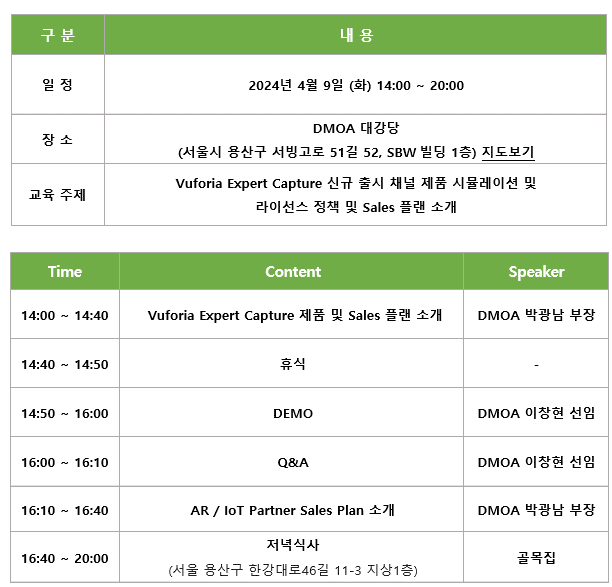 구 분 내 용
일 정 2024년 4월 9일 (화) 14:00 ~ 20:00
장 소 DMOA 대강당
(서울시 용산구 서빙고로 51길 52, SBW 빌딩 1층) 지도보기
교육 주제 Vuforia Expert Capture 신규 출시 채널 제품 시뮬레이션 및
라이선스 정책 및 Sales 플랜 소개
Time Content Speaker
14:00 ~ 14:40 Vuforia Expert Capture 제품 및 Sales 플랜 소개 DMOA 박광남 부장
14:40 ~ 14:50 휴식 -
14:50 ~ 16:00 DEMO DMOA 이창현 선임
16:00 ~ 16:10 Q&A DMOA 이창현 선임
16:10 ~ 16:40 AR / IoT Partner Sales Plan 소개 DMOA 박광남 부장
16:40 ~ 20:00 저녁식사 골목집
(서울 용산구 한강대로46길 11-3 지상1층)